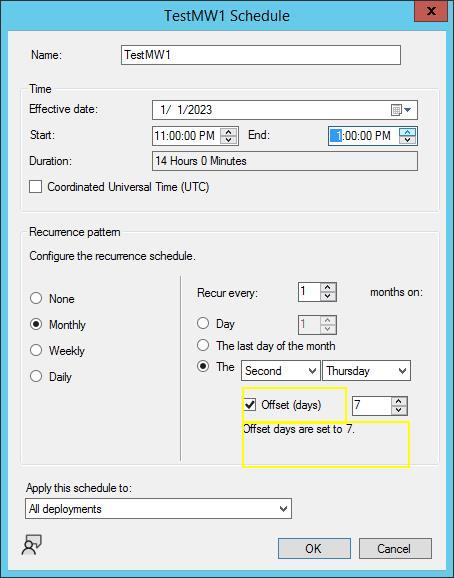 TestMW1 Schedule
x
Name: TestMW1
Time
Effective date: 1/ 1/2023
Start: 11:00:00 PM End: 1:00:00 PM
Duration: 14 Hours 0 Minutes
Coordinated Universal Time (UTC)
Recurrence pattern
Configure the recurrence schedule.
None
Monthly
Weekly
Daily
Recur every: 1 months on:
Day 1
The last day of the month
The Second Thursday
Offset (days) 7
Offset days are set to 7.
Apply this schedule to:
All deployments
OK Cancel